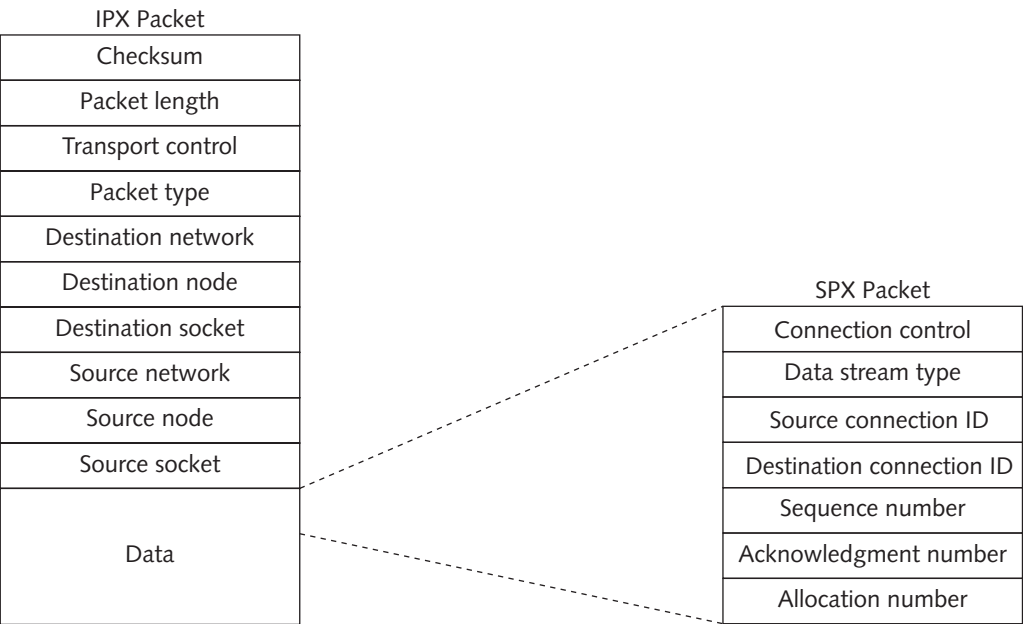 IPX Packet
Checksum
Packet length
Transport control
Packet type
Destination network
Destination node
Destination socket
Source network
Source node
Source socket
Data
SPX Packet
Connection control
Data stream type
Source connection ID
Destination connection ID
Sequence number
Acknowledgment number
Allocation number